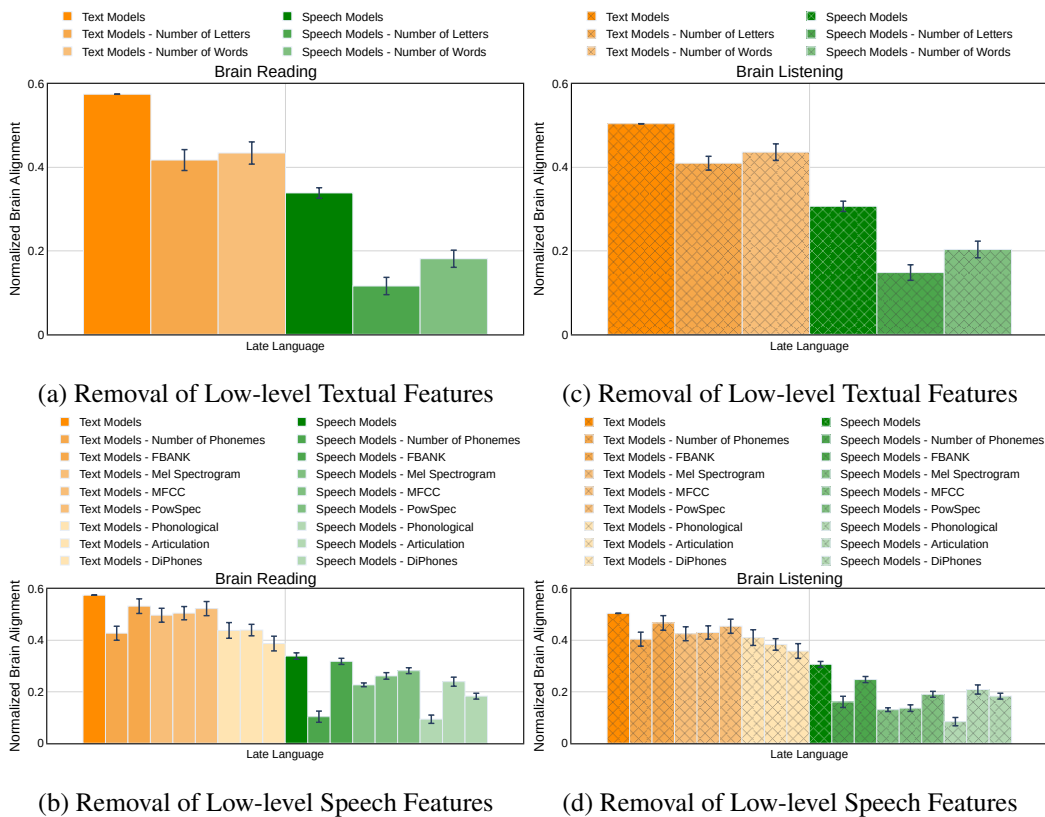 Text Models
Text Models - Number of Letters
Text Models - Number of Words
Speech Models
Speech Models - Number of Letters
Speech Models - Number of Words
Brain Reading
Normalized Brain Alignment
0.6
0.4
0.2
0
Late Language
(a) Removal of Low-level Textual Features
Text Models
Text Models - Number of Letters
Text Models - Number of Words
Speech Models
Speech Models - Number of Letters
Speech Models - Number of Words
Brain Listening
Normalized Brain Alignment
0.6
0.4
0.2
0
Late Language
(c) Removal of Low-level Textual Features
Text Models
Text Models - Number of Phonemes
Text Models - FBANK
Text Models - Mel Spectrogram
Text Models - MFCC
Text Models - PowSpec
Text Models - Phonological
Text Models - Articulation
Text Models - DiPhones
Speech Models
Speech Models - Number of Phonemes
Speech Models - FBANK
Speech Models - Mel Spectrogram
Speech Models - MFCC
Speech Models - PowSpec
Speech Models - Phonological
Speech Models - Articulation
Speech Models - DiPhones
Brain Reading
Normalized Brain Alignment
0.6
0.4
0.2
0
Late Language
(b) Removal of Low-level Speech Features
Text Models
Text Models - Number of Phonemes
Text Models - FBANK
Text Models - Mel Spectrogram
Text Models - MFCC
Text Models - PowSpec
Text Models - Phonological
Text Models - Articulation
Text Models - DiPhones
Speech Models
Speech Models - Number of Phonemes
Speech Models - FBANK
Speech Models - Mel Spectrogram
Speech Models - MFCC
Speech Models - PowSpec
Speech Models - Phonological
Speech Models - Articulation
Speech Models - DiPhones
Brain Listening
Normalized Brain Alignment
0.6
0.4
0.2
0
Late Language
(d) Removal of Low-level Speech Features